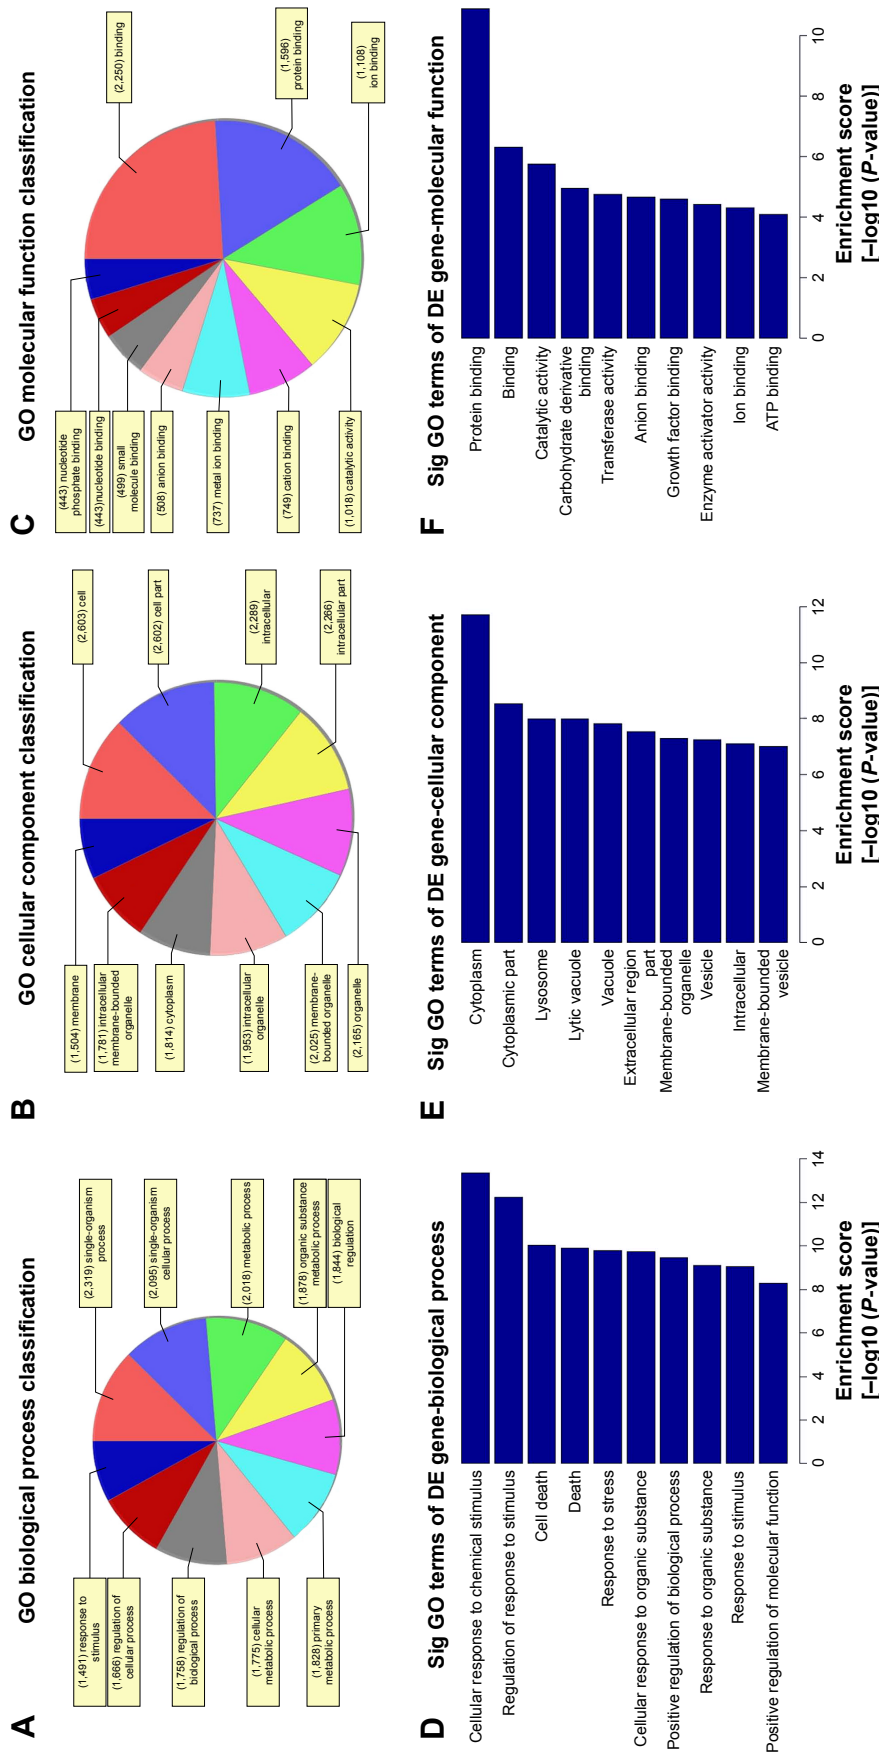 A
GO biological process classification
(2,319) single-organism
process
(2,095) single-organism
cellular process
(2,018) metabolic process
(1,878) organic substance
metabolic process
(1,844) biological
regulation
(1,491) response to
stimulus
(1,666) regulation of
cellular process
(1,758) regulation of
biological process
(1,775) cellular
metabolic process
(1,828) primary
metabolic process
B
GO cellular component classification
(2,603) cell
(2,602) cell part
(2,289)
intracellular
(2,266)
intracellular part
(1,504) membrane
(1,781) intracellular
membrane-bounded
organelle
(1,814) cytoplasm
(1,953) intracellular
organelle
(2,025) membrane-
bounded organelle
(2,165) organelle
C
GO molecular function classification
(2,250) binding
(1,596)
protein binding
(1,108)
ion binding
(443) nucleotide
phosphate binding
(443)nucleotide binding
(499) small
molecule binding
(508) anion binding
(737) metal ion binding
(749) cation binding
(1,018) catalytic activity
D
Sig GO terms of DE gene-biological process
Cellular response to chemical stimulus
Regulation of response to stimulus
Cell death
Death
Response to stress
Cellular response to organic substance
Positive regulation of biological process
Response to organic substance
Response to stimulus
Positive regulation of molecular function
0 2 4 6 8 10 12 14
Enrichment score
[–log10 (P-value)]
E
Sig GO terms of DE gene-cellular component
Cytoplasm
Cytoplasmic part
Lysosome
Lytic vacuole
Vacuole
Extracellular region
part
Membrane-bounded
organelle
Vesicle
Intracellular
Membrane-bounded
vesicle
0 2 4 6 8 10 12
Enrichment score
[–log10 (P-value)]
F
Sig GO terms of DE gene-molecular function
Protein binding
Binding
Catalytic activity
Carbohydrate derivative
binding
Transferase activity
Anion binding
Growth factor binding
Enzyme activator activity
Ion binding
ATP binding
0 2 4 6 8 10
Enrichment score
[–log10 (P-value)]